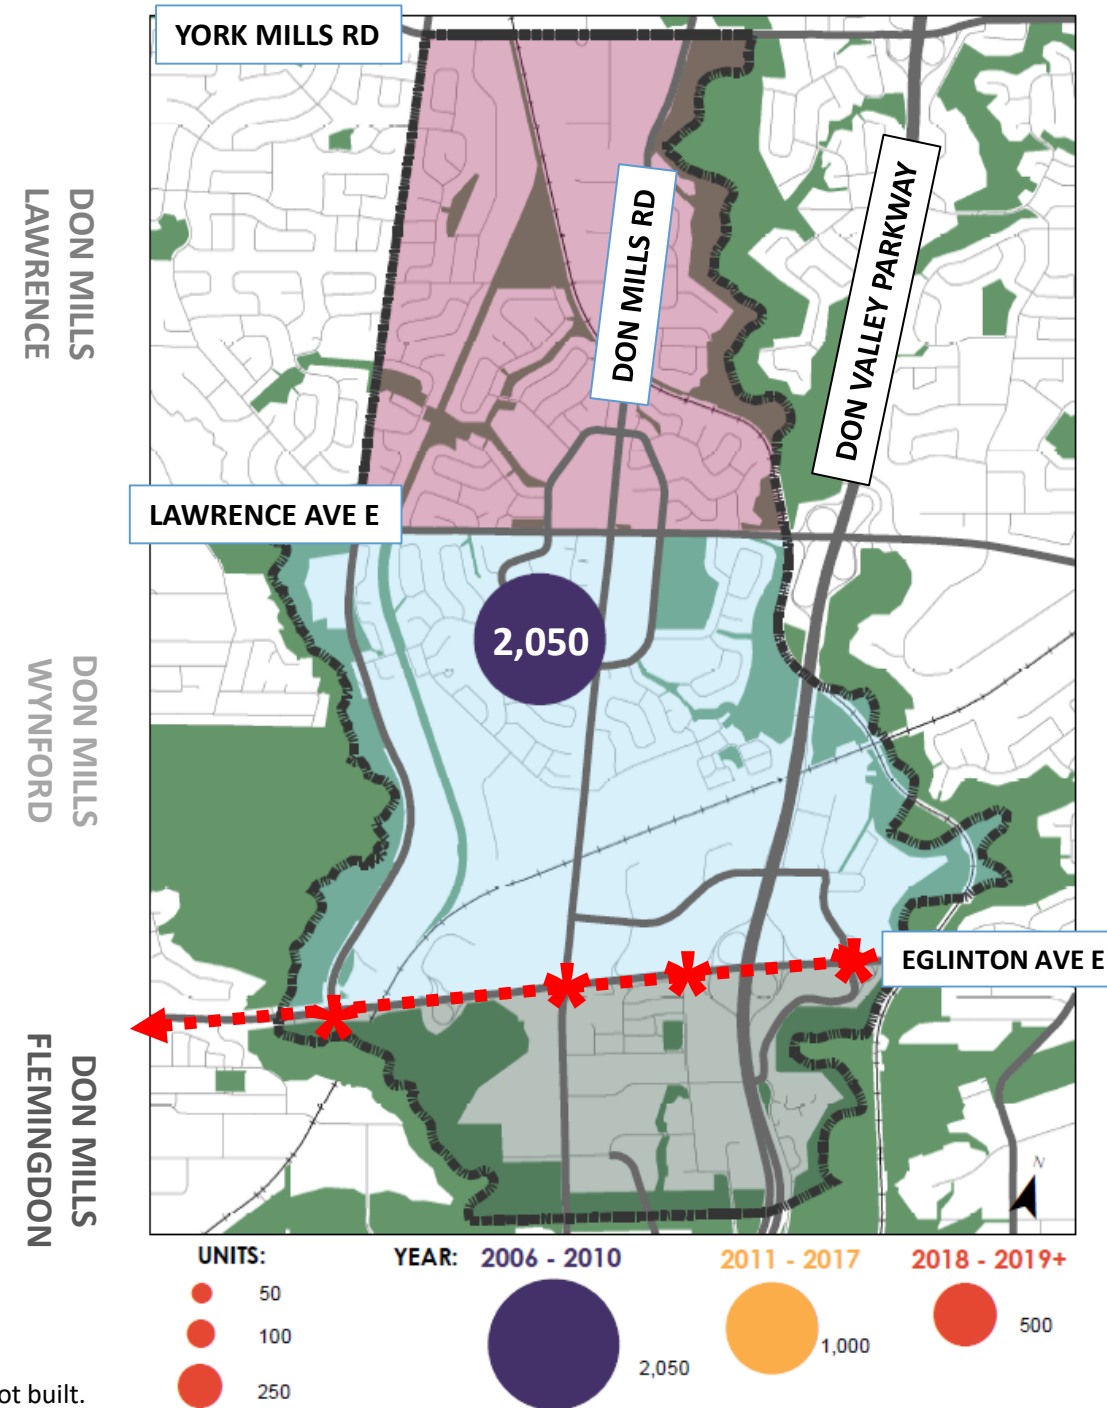 YORK MILLS RD
DON MILLS
LAWRENCE
DON MILLS RD
DON VALLEY PARKWAY
LAWRENCE AVE E
2,050
DON MILLS
WYNFORD
EGLINTON AVE E
DON MILLS
FLEMINGDON
N
UNITS:
YEAR: 2006 - 2010 2011 - 2017 2018 - 2019+
50
100
250
2,050
1,000
500
ot built.